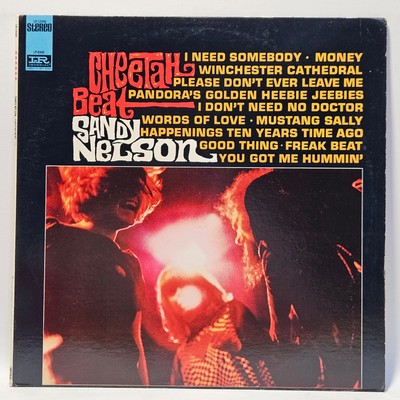 STEREO
IR
CHEETAH
Beat
SANDY
NELSON
I NEED SOMEBODY · MONEY
WINCHESTER CATHEDRAL
PLEASE DON'T EVER LEAVE ME
PANDORA'S GOLDEN HEEBIE JEEBIES
I DON'T NEED NO DOCTOR
WORDS OF LOVE · MUSTANG SALLY
HAPPENINGS TEN YEARS TIME AGO
GOOD THING · FREAK BEAT
YOU GOT ME HUMMIN'